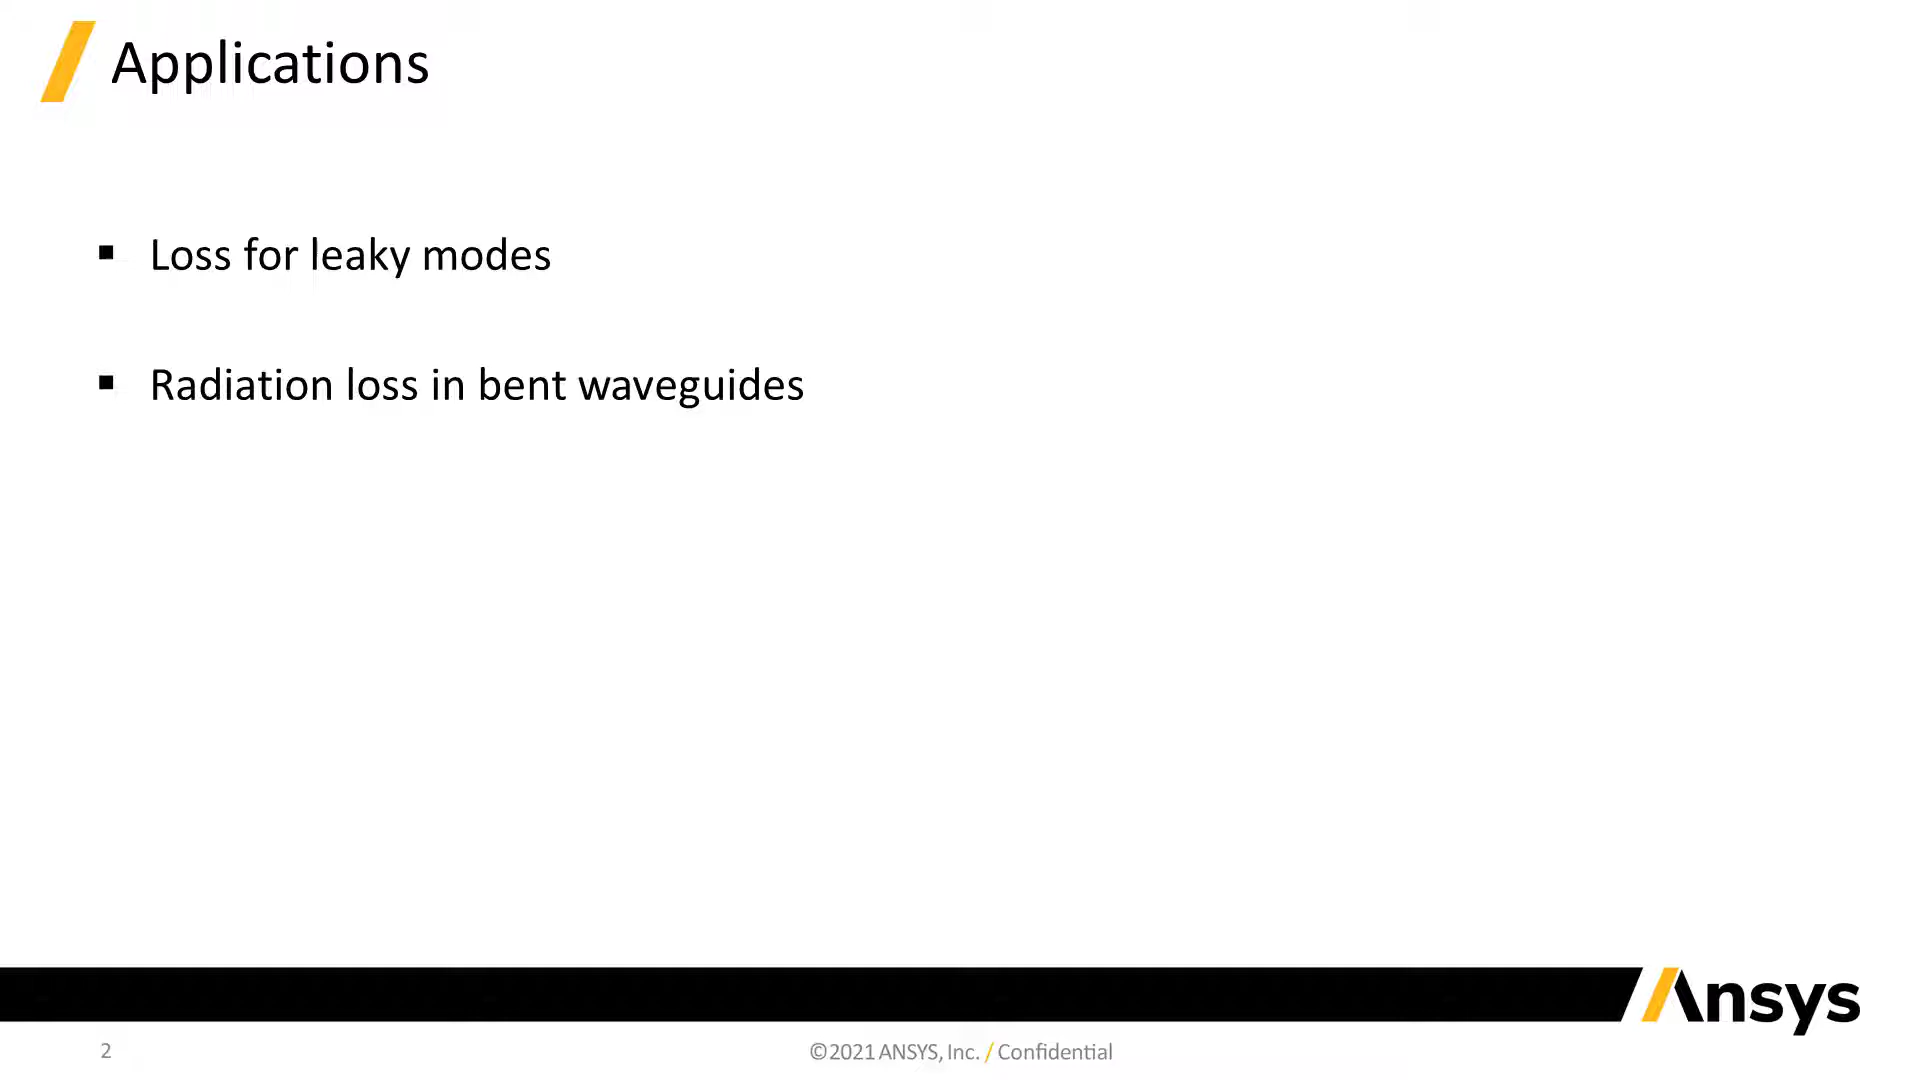 Applications
▪ Loss for leaky modes
▪ Radiation loss in bent waveguides
Ansys
2
©2021 ANSYS, Inc. / Confidential